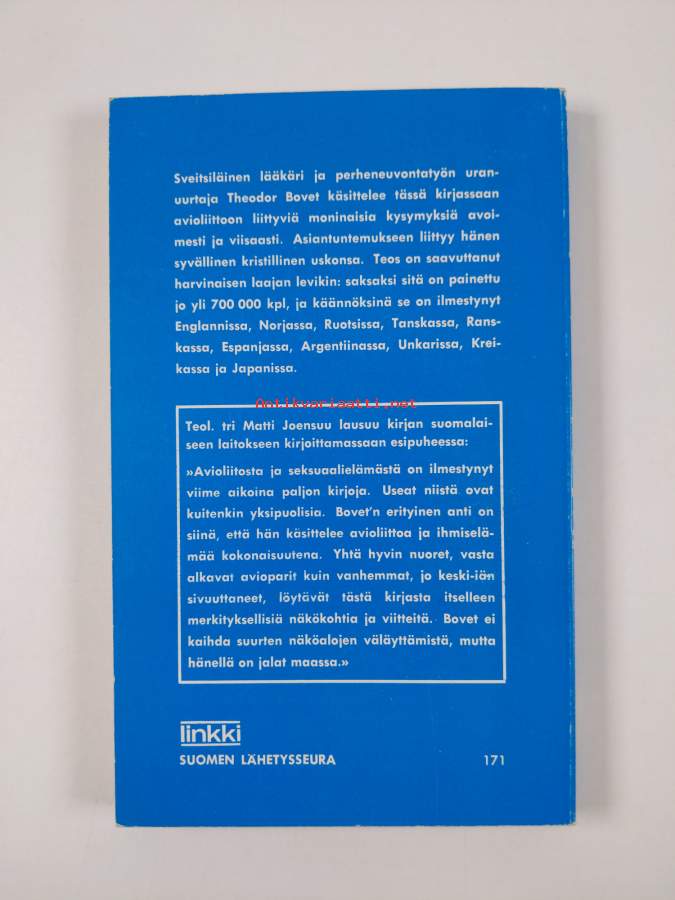 Sveitsiläinen lääkäri ja perheneuvontatyön uran-
uurtaja Theodor Bovet käsittelee tässä kirjassaan
avioliittoon liittyviä moninaisia kysymyksiä avoi-
mesti ja viisaasti. Asiantuntemukseen liittyy hänen
syvällinen kristillinen uskonsa. Teos on saavuttanut
harvinaisen laajan levikin: saksaksi sitä on painettu
jo yli 700 000 kpl, ja käännöksinä se on ilmestynyt
Englannissa, Norjassa, Ruotsissa, Tanskassa, Rans-
kassa, Espanjassa, Argentiinassa, Unkarissa, Krei-
kassa ja Japanissa.
Antikvariaatti.net
Teol. tri Matti Joensuu lausuu kirjan suomalai-
seen laitokseen kirjoittamassaan esipuheessa:
»Avioliitosta ja seksuaalielämästä on ilmestynyt
viime aikoina paljon kirjoja. Useat niistä ovat
kuitenkin yksipuolisia. Bovet'n erityinen anti on
siinä, että hän käsittelee avioliittoa ja ihmiselä-
mää kokonaisuutena. Yhtä hyvin nuoret, vasta
alkavat avioparit kuin vanhemmat, jo keski-iän
sivuuttaneet, löytävät tästä kirjasta itselleen
merkityksellisiä näkökohtia ja viitteitä. Bovet ei
kaihda suurten näköalojen väläyttämistä, mutta
hänellä on jalat maassa.»
linkki
SUOMEN LÄHETYSSEURA 171